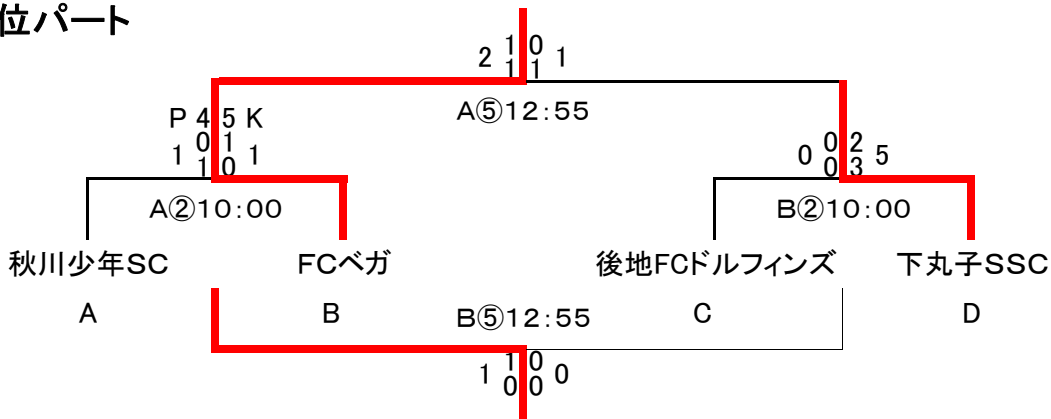 位パート
2 1 0 1
1 1
A⑤12:55
P 4 5 K
1 0 1 1
1 0
0 0 2 5
0 3
A②10:00
B②10:00
秋川少年SC
FCベガ
後地FCドルフィンズ
下丸子SSC
A
B
B⑤12:55
C
D
1 1 0 0
0 0